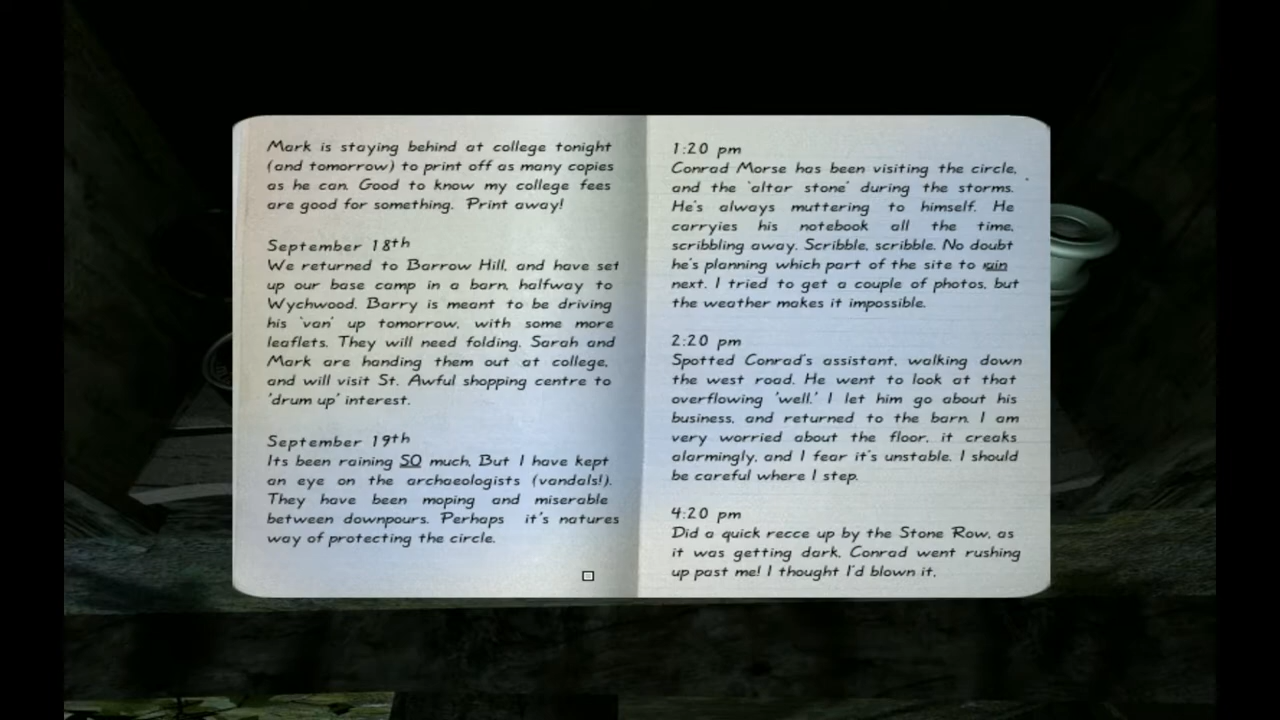 Mark is staying behind at college tonight
(and tomorrow) to print off as many copies
as he can. Good to know my college fees
are good for something. Print away!
September 18th
We returned to Barrow Hill, and have set
up our base camp in a barn, halfway to
Wychwood. Barry is meant to be driving
his 'van' up tomorrow, with some more
leaflets. They will need folding. Sarah and
Mark are handing them out at college,
and will visit St. Awful shopping centre to
'drum up' interest.
September 19th
Its been raining SO much. But I have kept
an eye on the archaeologists (vandals!).
They have been moping and miserable
between downpours. Perhaps it's natures
way of protecting the circle.
1:20 pm
Conrad Morse has been visiting the circle,
and the 'altar stone' during the storms.
He's always muttering to himself. He
carryies his notebook all the time,
scribbling away. Scribble, scribble. No doubt
he's planning which part of the site to
next. I tried to get a couple of photos, but
the weather makes it impossible.
2:20 pm
Spotted Conrad's assistant, walking down
the west road. He went to look at that
overflowing 'well.' I let him go about his
business, and returned to the barn. I am
very worried about the floor, it creaks
alarmingly, and I fear it's unstable. I should
be careful where I step.
4:20 pm
Did a quick recce up by the Stone Row, as
it was getting dark. Conrad went rushing
up past me! I thought I'd blown it.